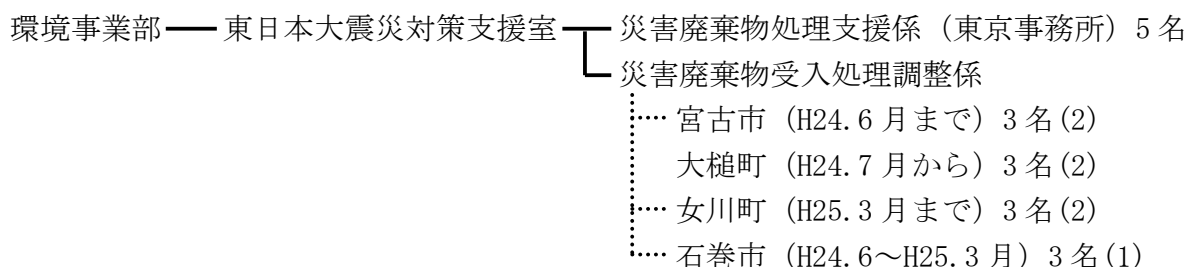 環境事業部 東日本大震災対策支援室 災害廃棄物処理支援係（東京事務所）5名
災害廃棄物受入処理調整係
宮古市（H24.6月まで）3名(2)
大槌町（H24.7月から）3名(2)
女川町（H25.3月まで）3名(2)
石巻市（H24.6～H25.3月）3名(1)